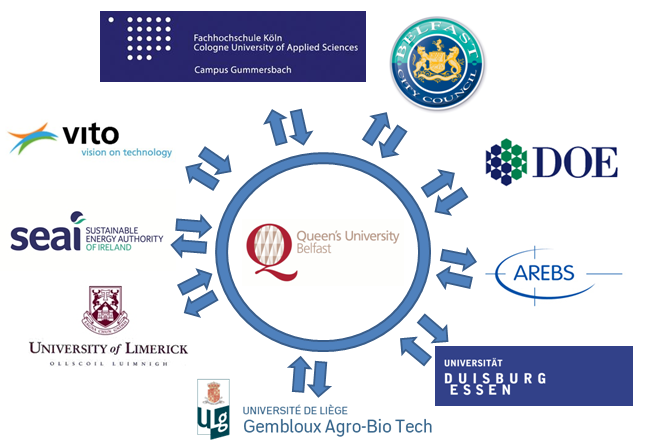 Fachhochschule Köln
Cologne University of Applied Sciences
Campus Gummersbach
BELFAST
CITY COUNCIL
vito
vision on technology
DOE
seai
SUSTAINABLE
ENERGY AUTHORITY
OF IRELAND
Queen's University
Belfast
AREBS
UNIVERSITY of LIMERICK
OLLSCOIL LUIMNIGH
UNIVERSITÄT
DUISBURG
ESSEN
ulg
UNIVERSITÉ DE LIÈGE
Gembloux Agro-Bio Tech